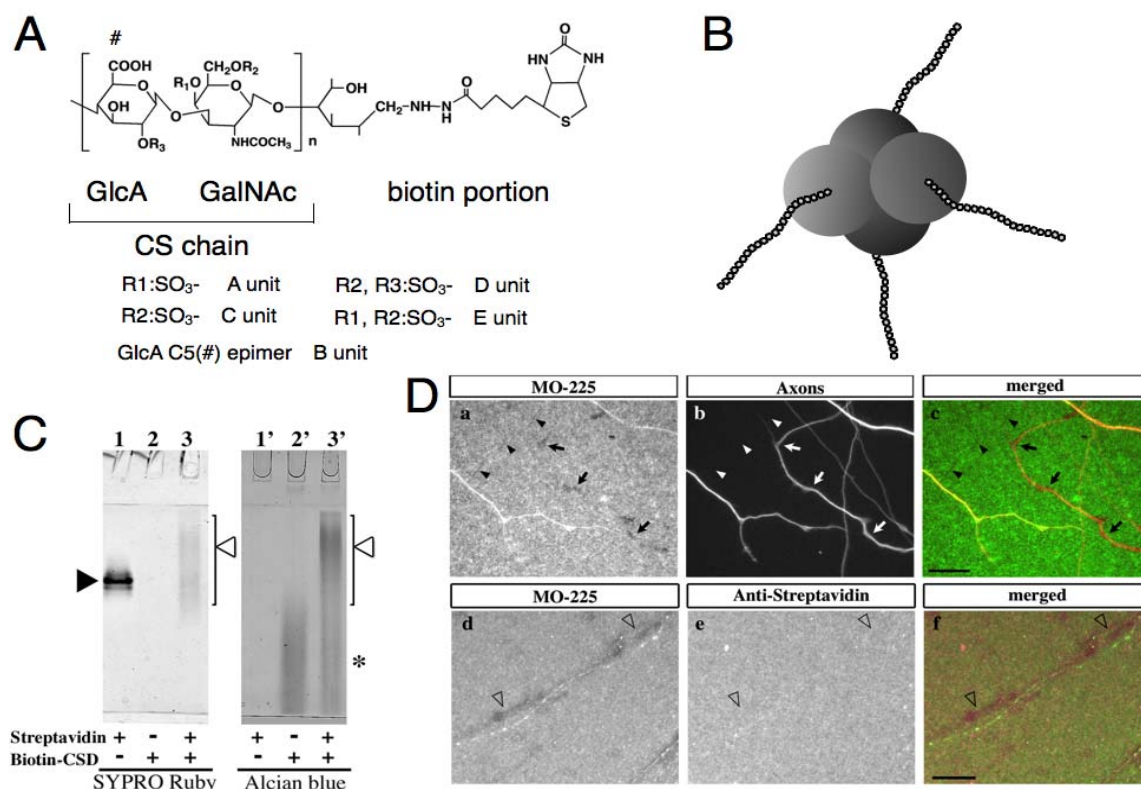 A
#
COOH
CH₂OR₂
R₁O
O
OH
OR₃
O
O
NHCOCH₃
O
n
OH
CH₂-NH
N
H
O
O
HN
NH
S
GlcA
GalNAc
biotin portion
CS chain
R1:SO₃- A unit
R2, R3:SO₃- D unit
R2:SO₃- C unit
R1, R2:SO₃- E unit
GlcA C5(#) epimer B unit
B
C
1 2 3
1' 2' 3'
*
Streptavidin + - + + - +
Biotin-CSD - + + - + +
SYPRO Ruby
Alcian blue
D
MO-225
Axons
merged
a
b
c
MO-225
Anti-Streptavidin
merged
d
e
f